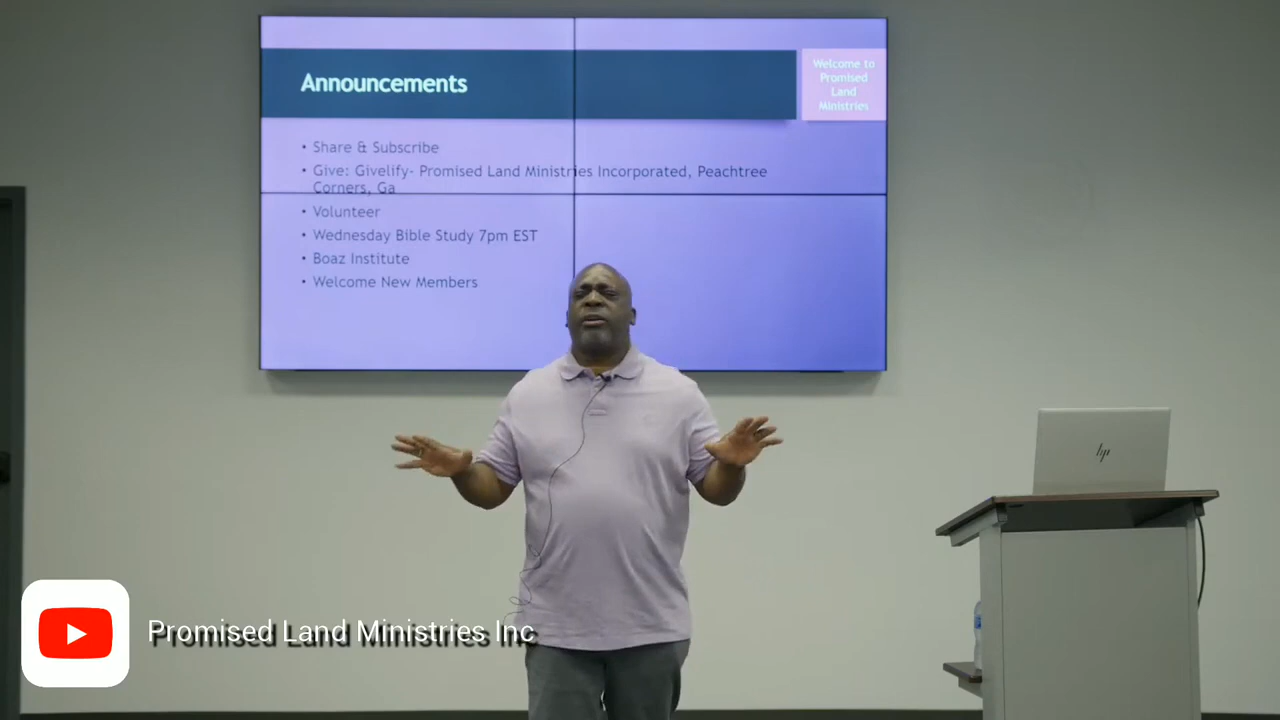 Announcements
Welcome to
Promised
Land
Ministries
• Share & Subscribe
• Give: Givelify- Promised Land Ministries Incorporated, Peachtree
Corners, Ga
• Volunteer
• Wednesday Bible Study 7pm EST
• Boaz Institute
• Welcome New Members
hp
Promised Land Ministries Inc